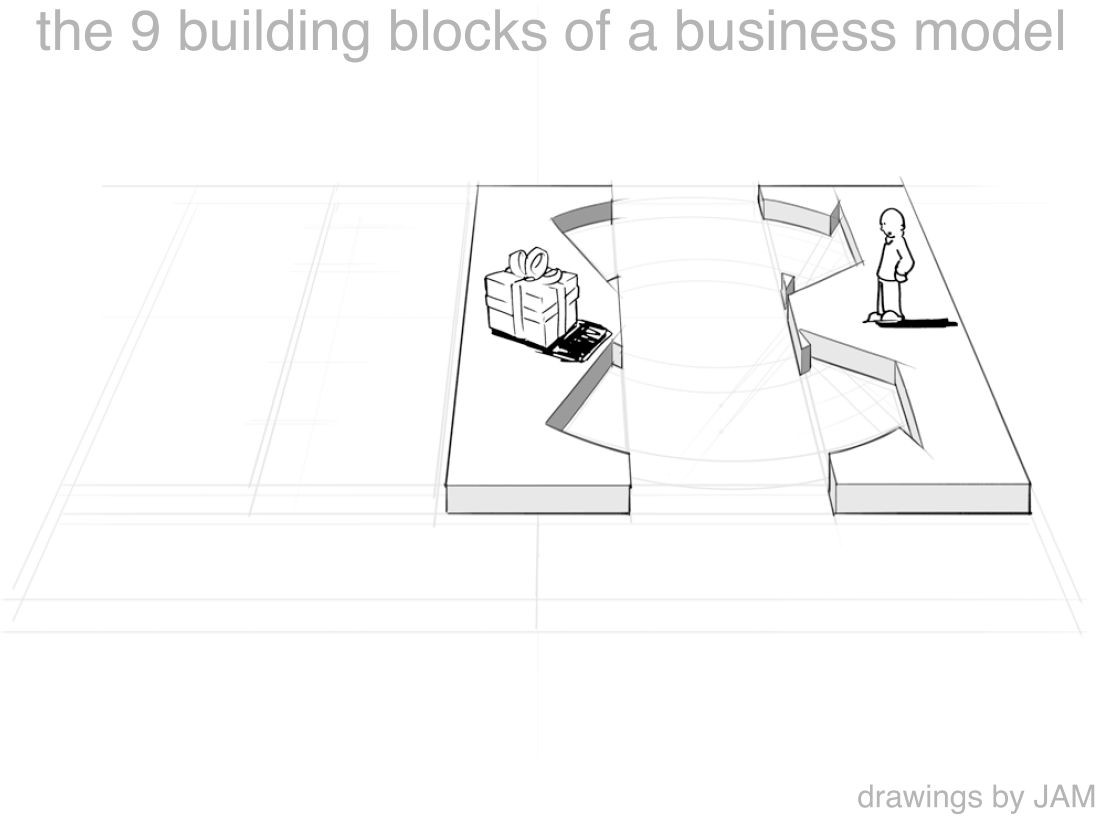 the 9 building blocks of a business model
drawings by JAM